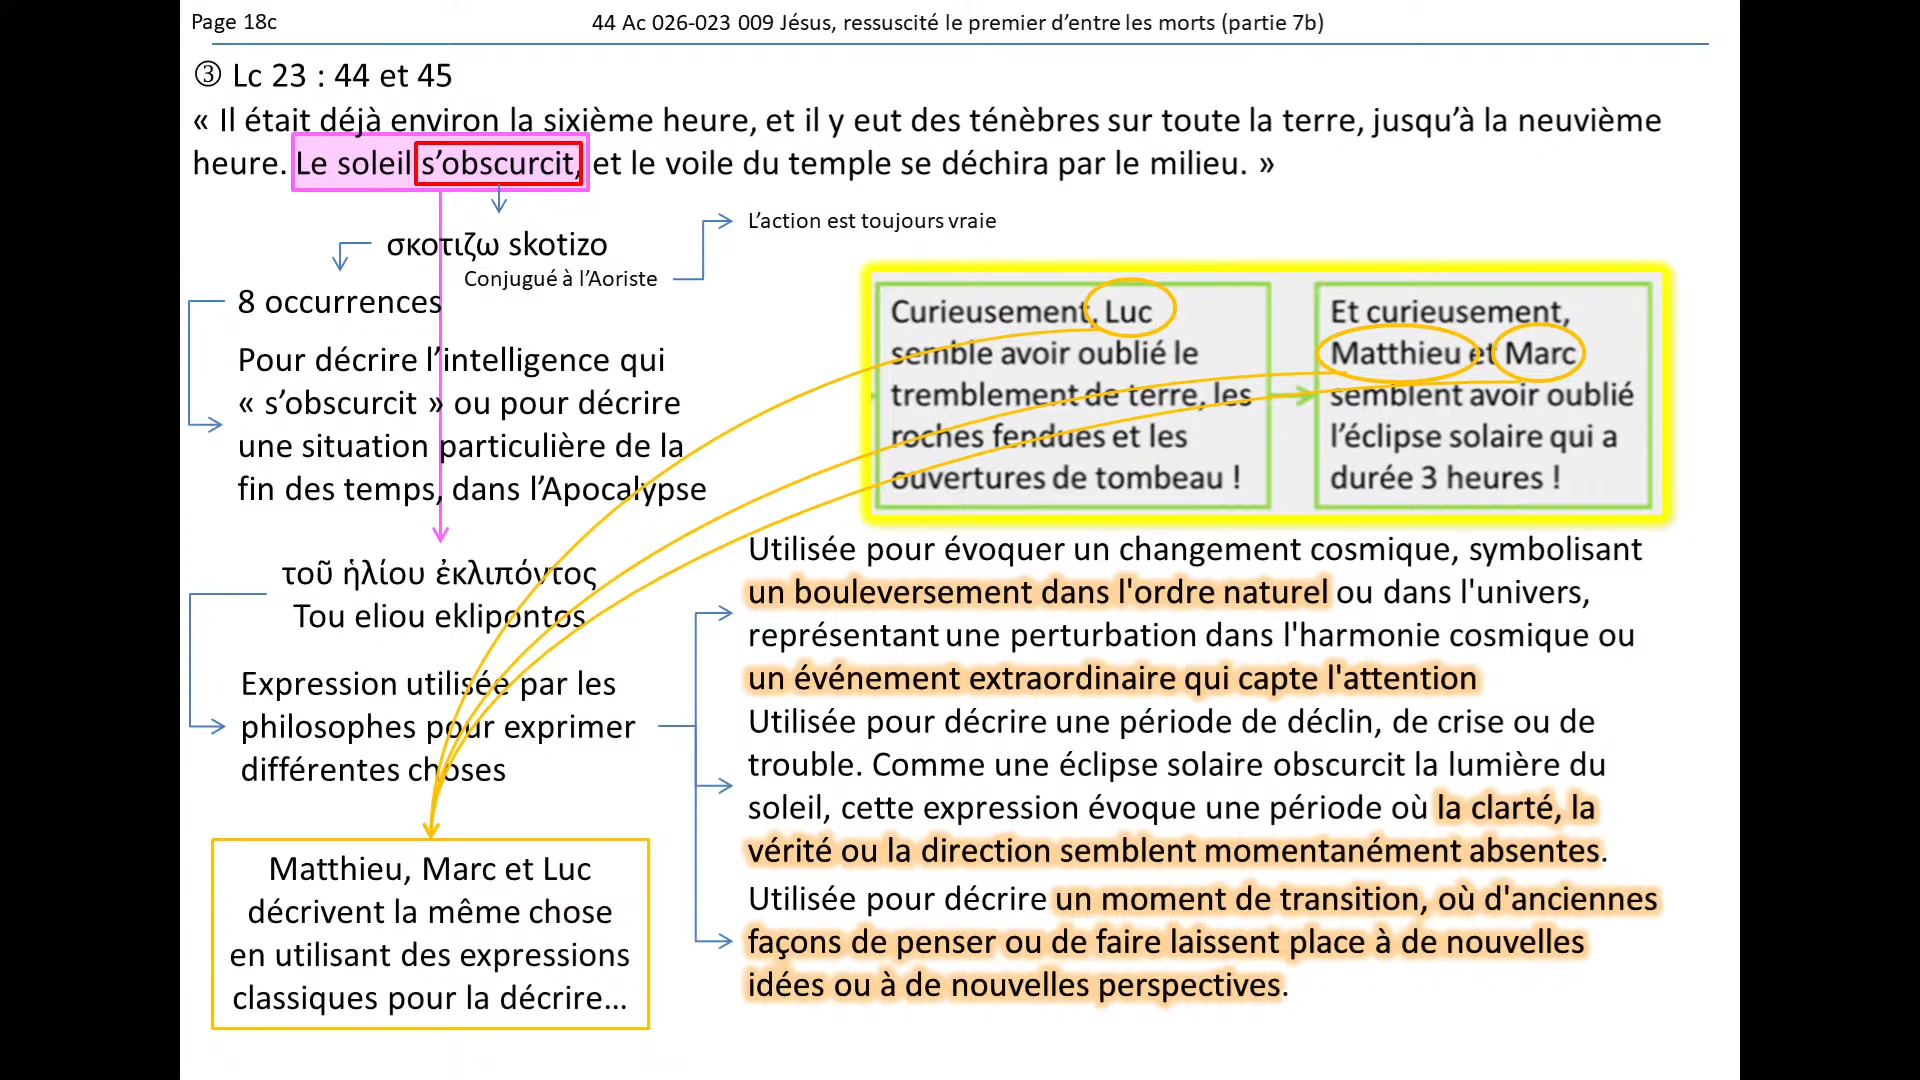 Page 18c
44 Ac 026-023 009 Jésus, ressuscité le premier d’entre les morts (partie 7b)
③ Lc 23 : 44 et 45
« Il était déjà environ la sixième heure, et il y eut des ténèbres sur toute la terre, jusqu’à la neuvième
heure. Le soleil s’obscurcit, et le voile du temple se déchira par le milieu. »
L’action est toujours vraie
σκοτιζω skotizo
Conjugué à l’Aoriste
8 occurrences
Pour décrire l’intelligence qui
« s’obscurcit » ou pour décrire
une situation particulière de la
fin des temps, dans l’Apocalypse
Curieusement, Luc
semble avoir oublié le
tremblement de terre, les
roches fendues et les
ouvertures de tombeau !
Et curieusement,
Matthieu et Marc
semblent avoir oublié
l’éclipse solaire qui a
durée 3 heures !
τοῦ ἡλίου ἐκλιπόντος
Tou eliou eklipontos
Expression utilisée par les
philosophes pour exprimer
différentes choses
Utilisée pour évoquer un changement cosmique, symbolisant
un bouleversement dans l'ordre naturel ou dans l'univers,
représentant une perturbation dans l'harmonie cosmique ou
un événement extraordinaire qui capte l'attention
Utilisée pour décrire une période de déclin, de crise ou de
trouble. Comme une éclipse solaire obscurcit la lumière du
soleil, cette expression évoque une période où la clarté, la
vérité ou la direction semblent momentanément absentes.
Utilisée pour décrire un moment de transition, où d'anciennes
façons de penser ou de faire laissent place à de nouvelles
idées ou à de nouvelles perspectives.
Matthieu, Marc et Luc
décrivent la même chose
en utilisant des expressions
classiques pour la décrire...